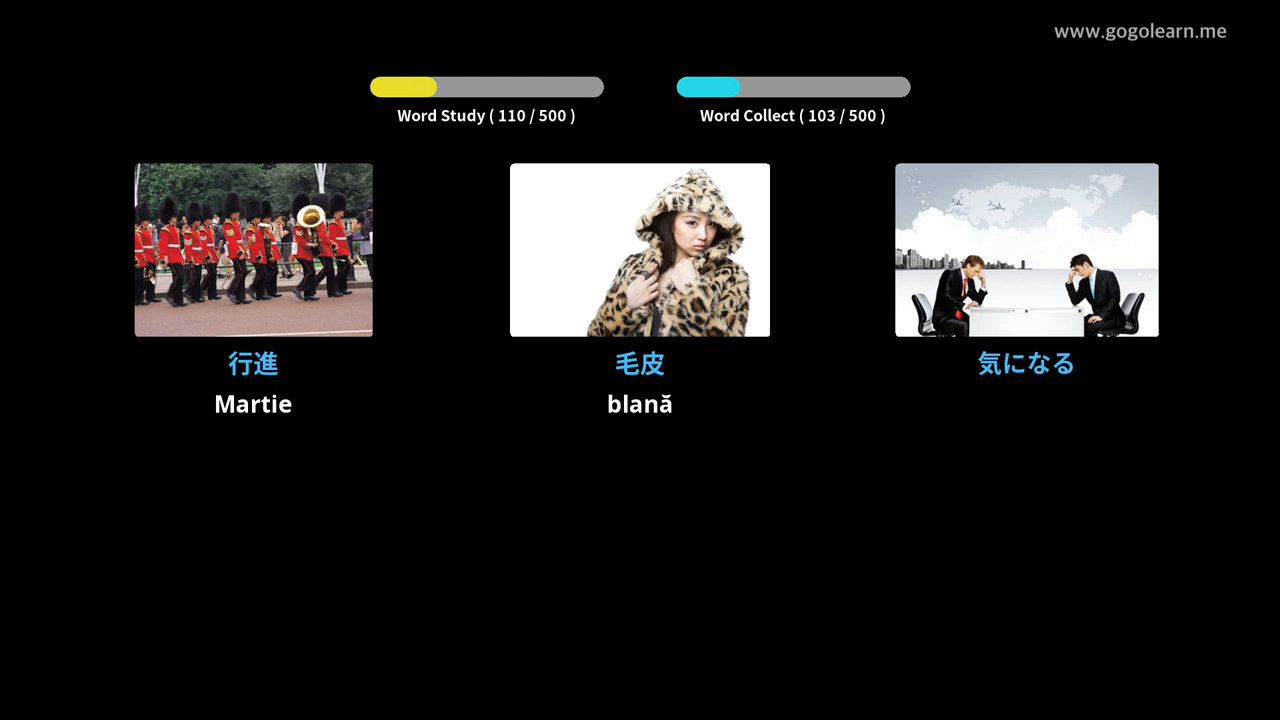 www.gogolearn.me
Word Study ( 110 / 500 )
Word Collect ( 103 / 500 )
行進
毛皮
気になる
Martie
blană